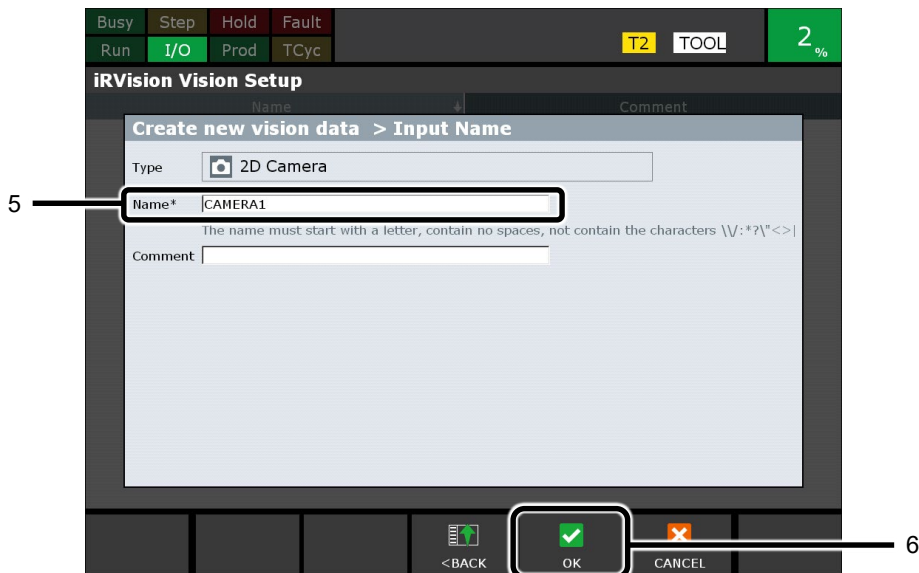 Busy Step Hold Fault
Run I/O Prod TCyc T2 TOOL 2 %
iRVision Vision Setup
Name Comment
Create new vision data > Input Name
Type 2D Camera
5 Name* CAMERA1
The name must start with a letter, contain no spaces, not contain the characters \\/:*?\"<>|
Comment
<BACK OK CANCEL
6